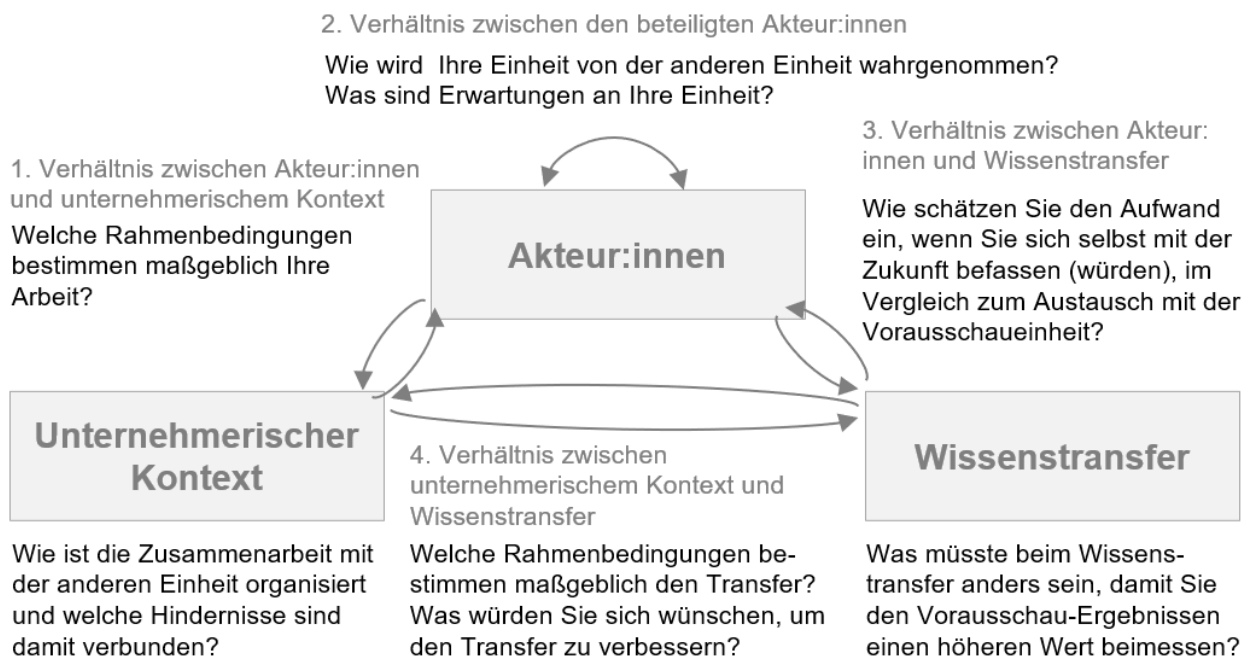 2. Verhältnis zwischen den beteiligten Akteur:innen
Wie wird  Ihre Einheit von der anderen Einheit wahrgenommen?
Was sind Erwartungen an Ihre Einheit?
1. Verhältnis zwischen Akteur:innen
und unternehmerischem Kontext
Welche Rahmenbedingungen
bestimmen maßgeblich Ihre
Arbeit?
3. Verhältnis zwischen Akteur:
innen und Wissenstransfer
Wie schätzen Sie den Aufwand
ein, wenn Sie sich selbst mit der
Zukunft befassen (würden), im
Vergleich zum Austausch mit der
Vorausschaueinheit?
Akteur:innen
Unternehmerischer
Kontext
Wie ist die Zusammenarbeit mit
der anderen Einheit organisiert
und welche Hindernisse sind
damit verbunden?
4. Verhältnis zwischen
unternehmerischem Kontext und
Wissenstransfer
Welche Rahmenbedingungen be-
stimmen maßgeblich den Transfer?
Was würden Sie sich wünschen, um
den Transfer zu verbessern?
Wissenstransfer
Was müsste beim Wissens-
transfer anders sein, damit Sie
den Vorausschau-Ergebnissen
einen höheren Wert beimessen?